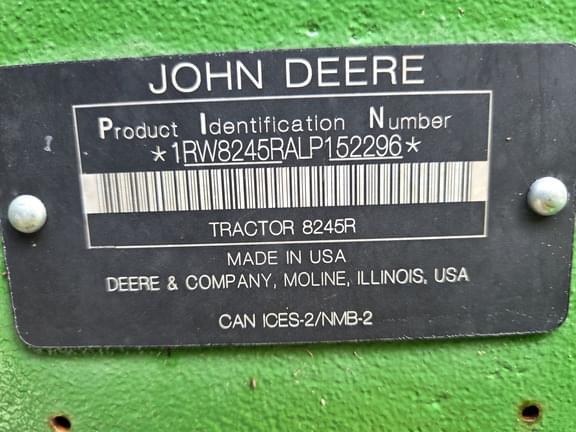 JOHN DEERE
Product Identification Number
*1RW8245RALP152296*
TRACTOR 8245R
MADE IN USA
DEERE & COMPANY, MOLINE, ILLINOIS, USA
CAN ICES-2/NMB-2